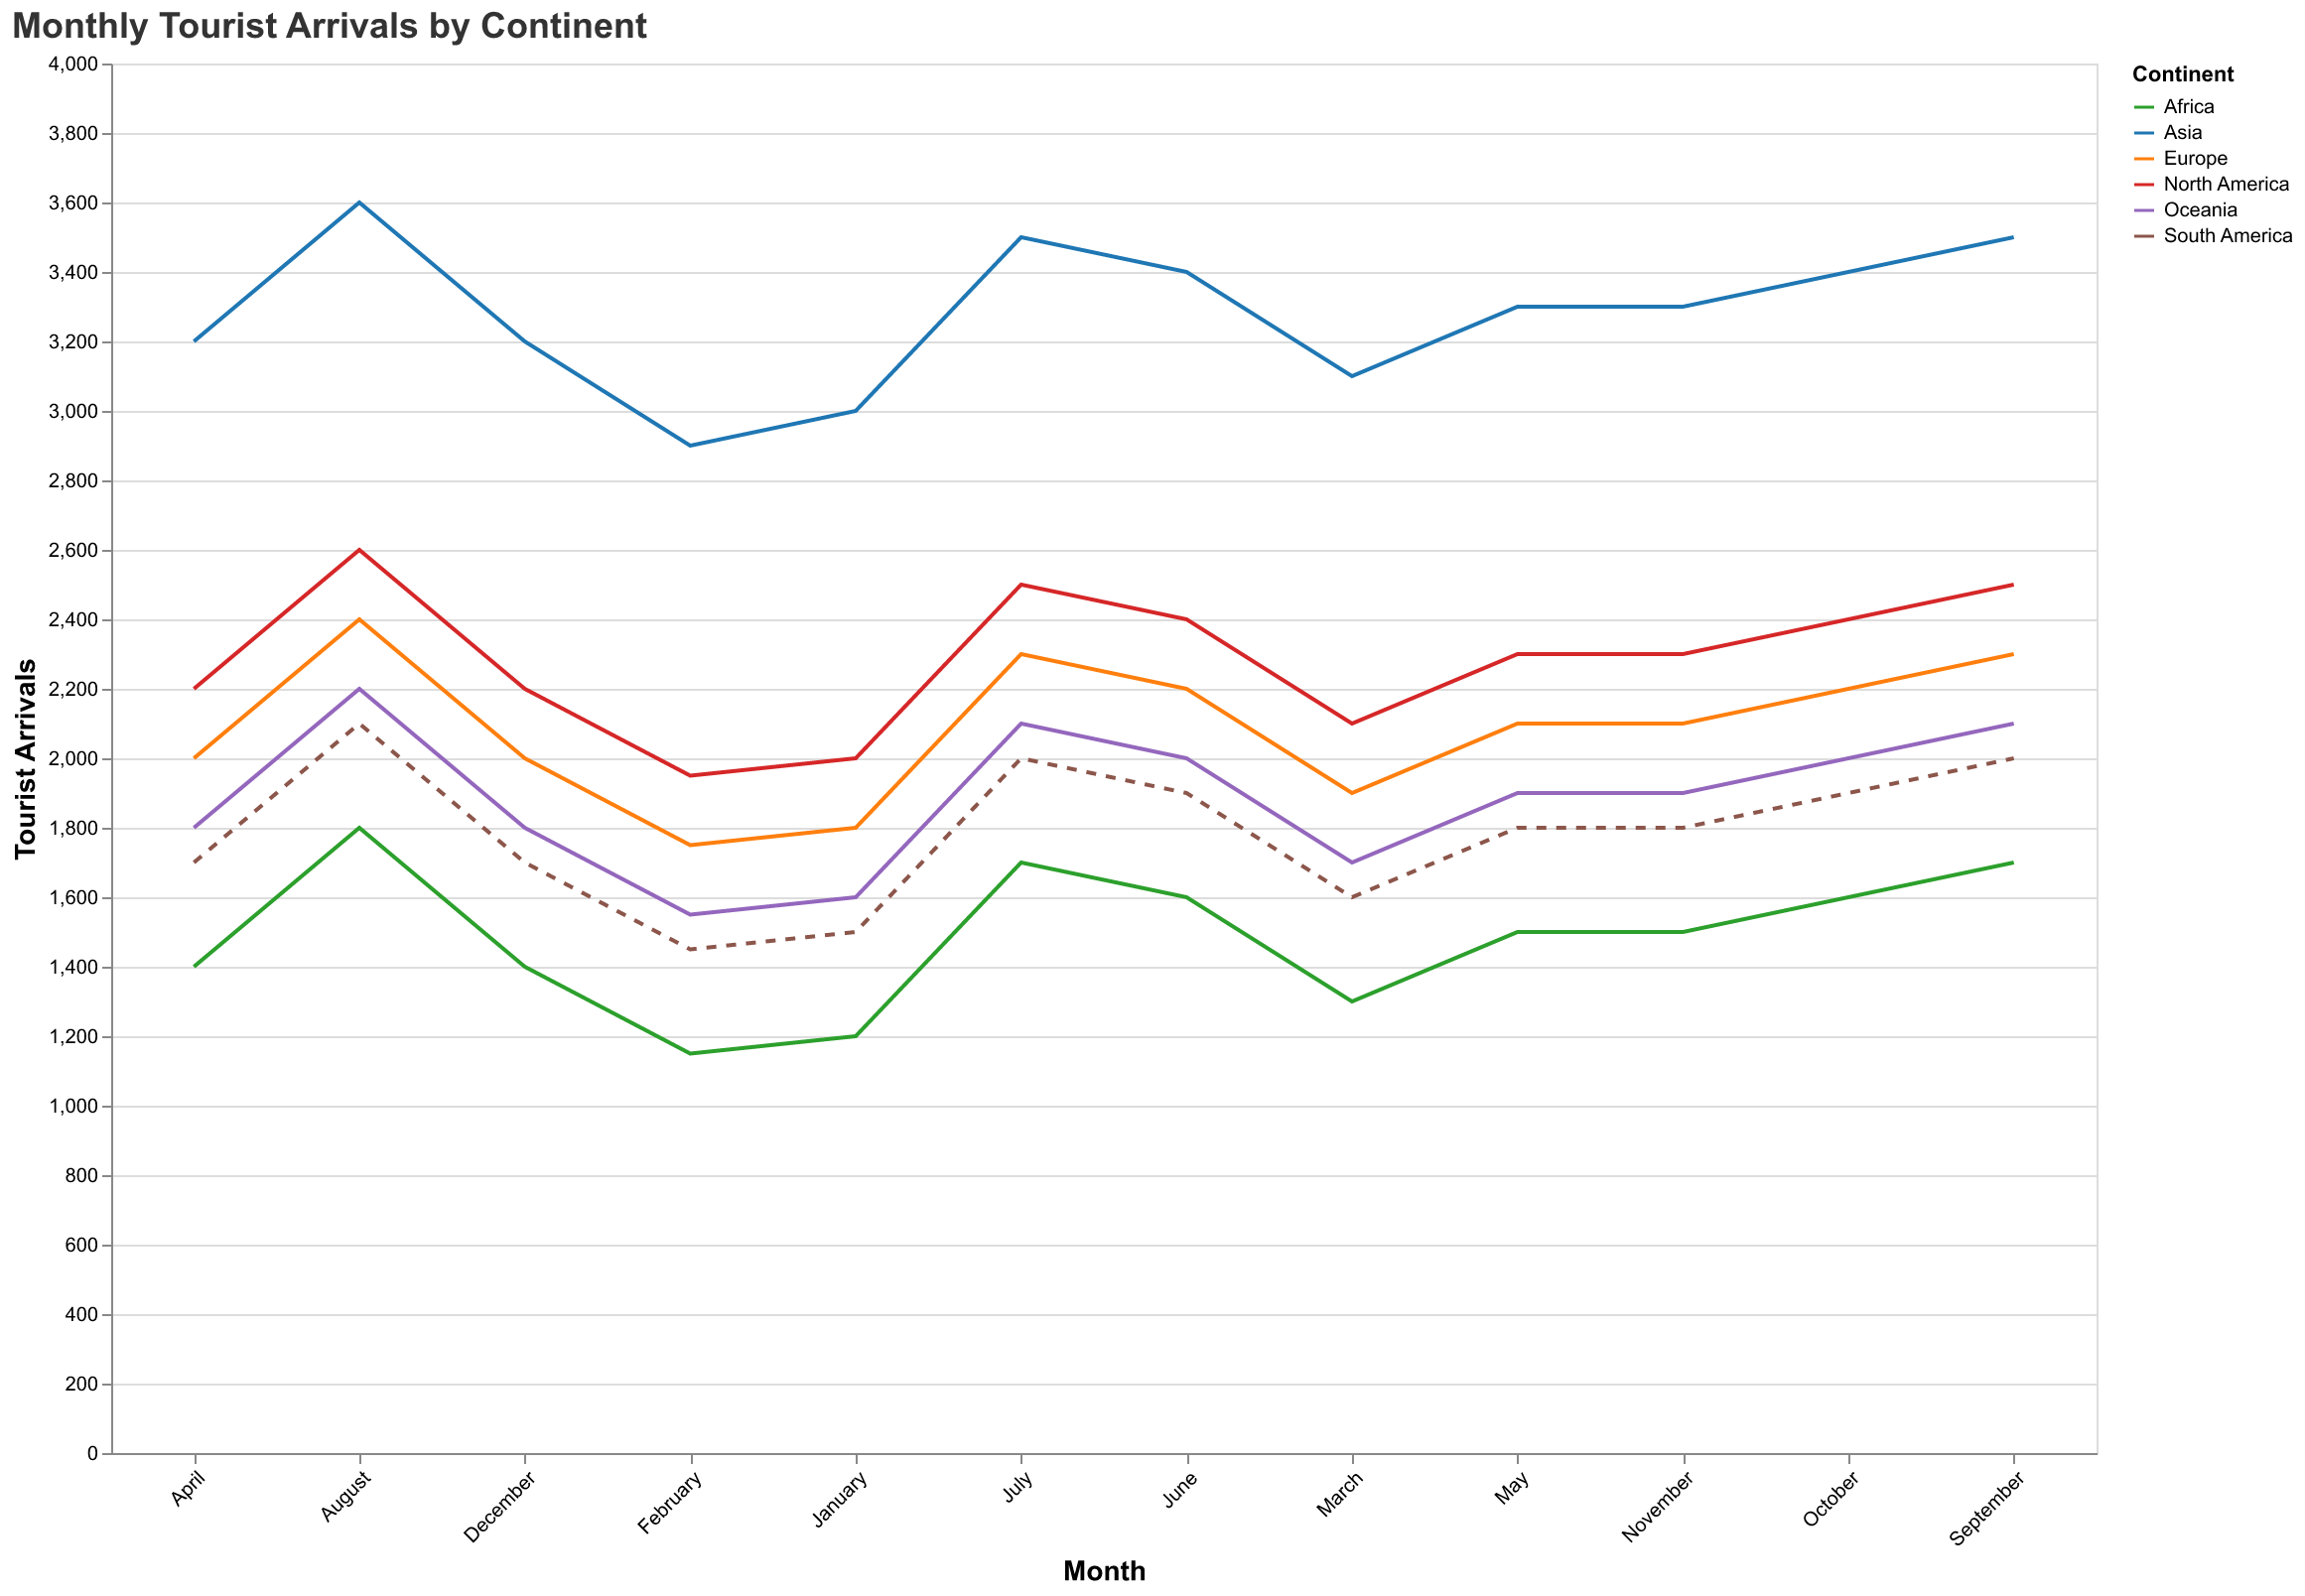 Monthly Tourist Arrivals by Continent
4,000
3,800
3,600
3,400
3,200
3,000
2,800
2,600
2,400
2,200
2,000
1,800
1,600
1,400
1,200
1,000
800
600
400
200
0
Tourist Arrivals
April
August
December
February
January
July
June
March
May
November
October
September
Month
Continent
Africa
Asia
Europe
North America
Oceania
South America